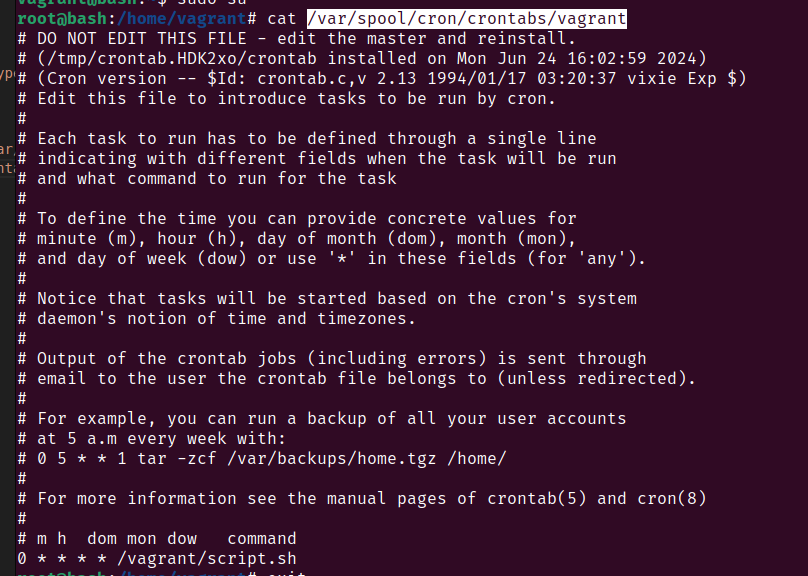 root@bash:/home/vagrant# cat /var/spool/cron/crontabs/vagrant
# DO NOT EDIT THIS FILE - edit the master and reinstall.
# (/tmp/crontab.HDK2xo/crontab installed on Mon Jun 24 16:02:59 2024)
# (Cron version -- $Id: crontab.c,v 2.13 1994/01/17 03:20:37 vixie Exp $)
# Edit this file to introduce tasks to be run by cron.
#
# Each task to run has to be defined through a single line
# indicating with different fields when the task will be run
# and what command to run for the task
#
# To define the time you can provide concrete values for
# minute (m), hour (h), day of month (dom), month (mon),
# and day of week (dow) or use '*' in these fields (for 'any').
#
# Notice that tasks will be started based on the cron's system
# daemon's notion of time and timezones.
#
# Output of the crontab jobs (including errors) is sent through
# email to the user the crontab file belongs to (unless redirected).
#
# For example, you can run a backup of all your user accounts
# at 5 a.m every week with:
# 0 5 * * 1 tar -zcf /var/backups/home.tgz /home/
#
# For more information see the manual pages of crontab(5) and cron(8)
#
# m h  dom mon dow   command
0 * * * * /vagrant/script.sh